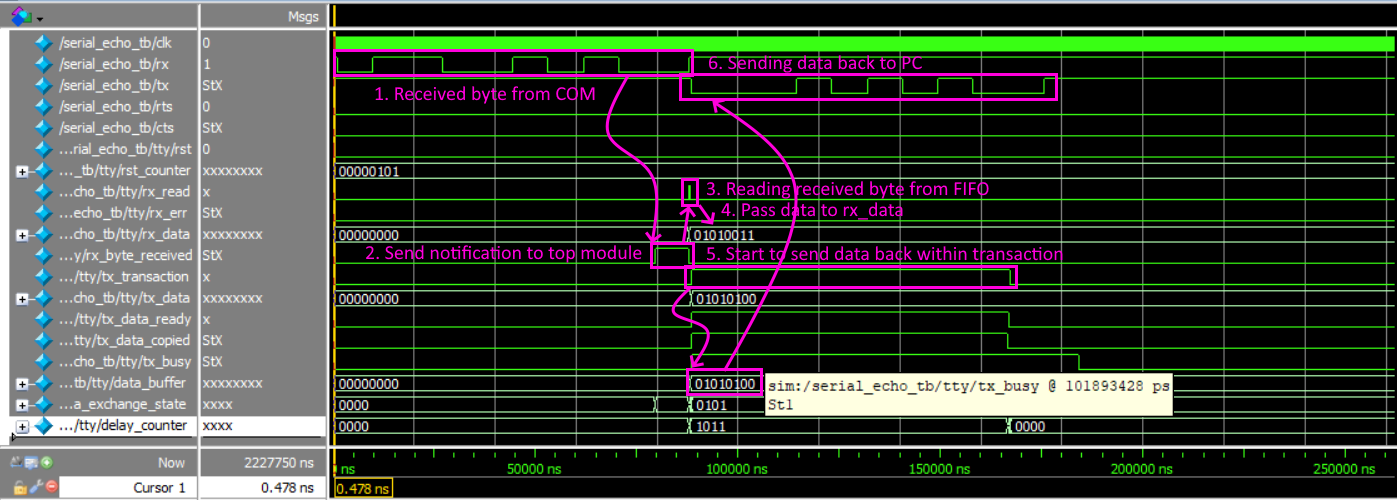 Msgs
/serial_echo_tb/clk 0
/serial_echo_tb/rx 1
6. Sending data back to PC
/serial_echo_tb/tx StX
1. Received byte from COM
/serial_echo_tb/rts 0
/serial_echo_tb/cts StX
...rial_echo_tb/tty/rst 0
..._tb/tty/rst_counter xxxxxxxx 00000101
...cho_tb/tty/rx_read x
3. Reading received byte from FIFO
...echo_tb/tty/rx_err StX
4. Pass data to rx_data
...cho_tb/tty/rx_data xxxxxxxx 00000000 01010011
...y/rx_byte_received StX
2. Send notification to top module
5. Start to send data back within transaction
.../tty/tx_transaction x
...cho_tb/tty/tx_data xxxxxxxx 00000000 01010100
.../tty/tx_data_ready x
...tty/tx_data_copied StX
...cho_tb/tty/tx_busy StX
...tb/tty/data_buffer xxxxxxxx 00000000 01010100
sim:/serial_echo_tb/tty/tx_busy @ 101893428 ps
St1
...a_exchange_state xxxx 0000 0101
.../tty/delay_counter xxxx 0000 1011 0000
Now 2227750 ns
ns 50000 ns 100000 ns 150000 ns 200000 ns 250000 ns
Cursor 1 0.478 ns 0.478 ns